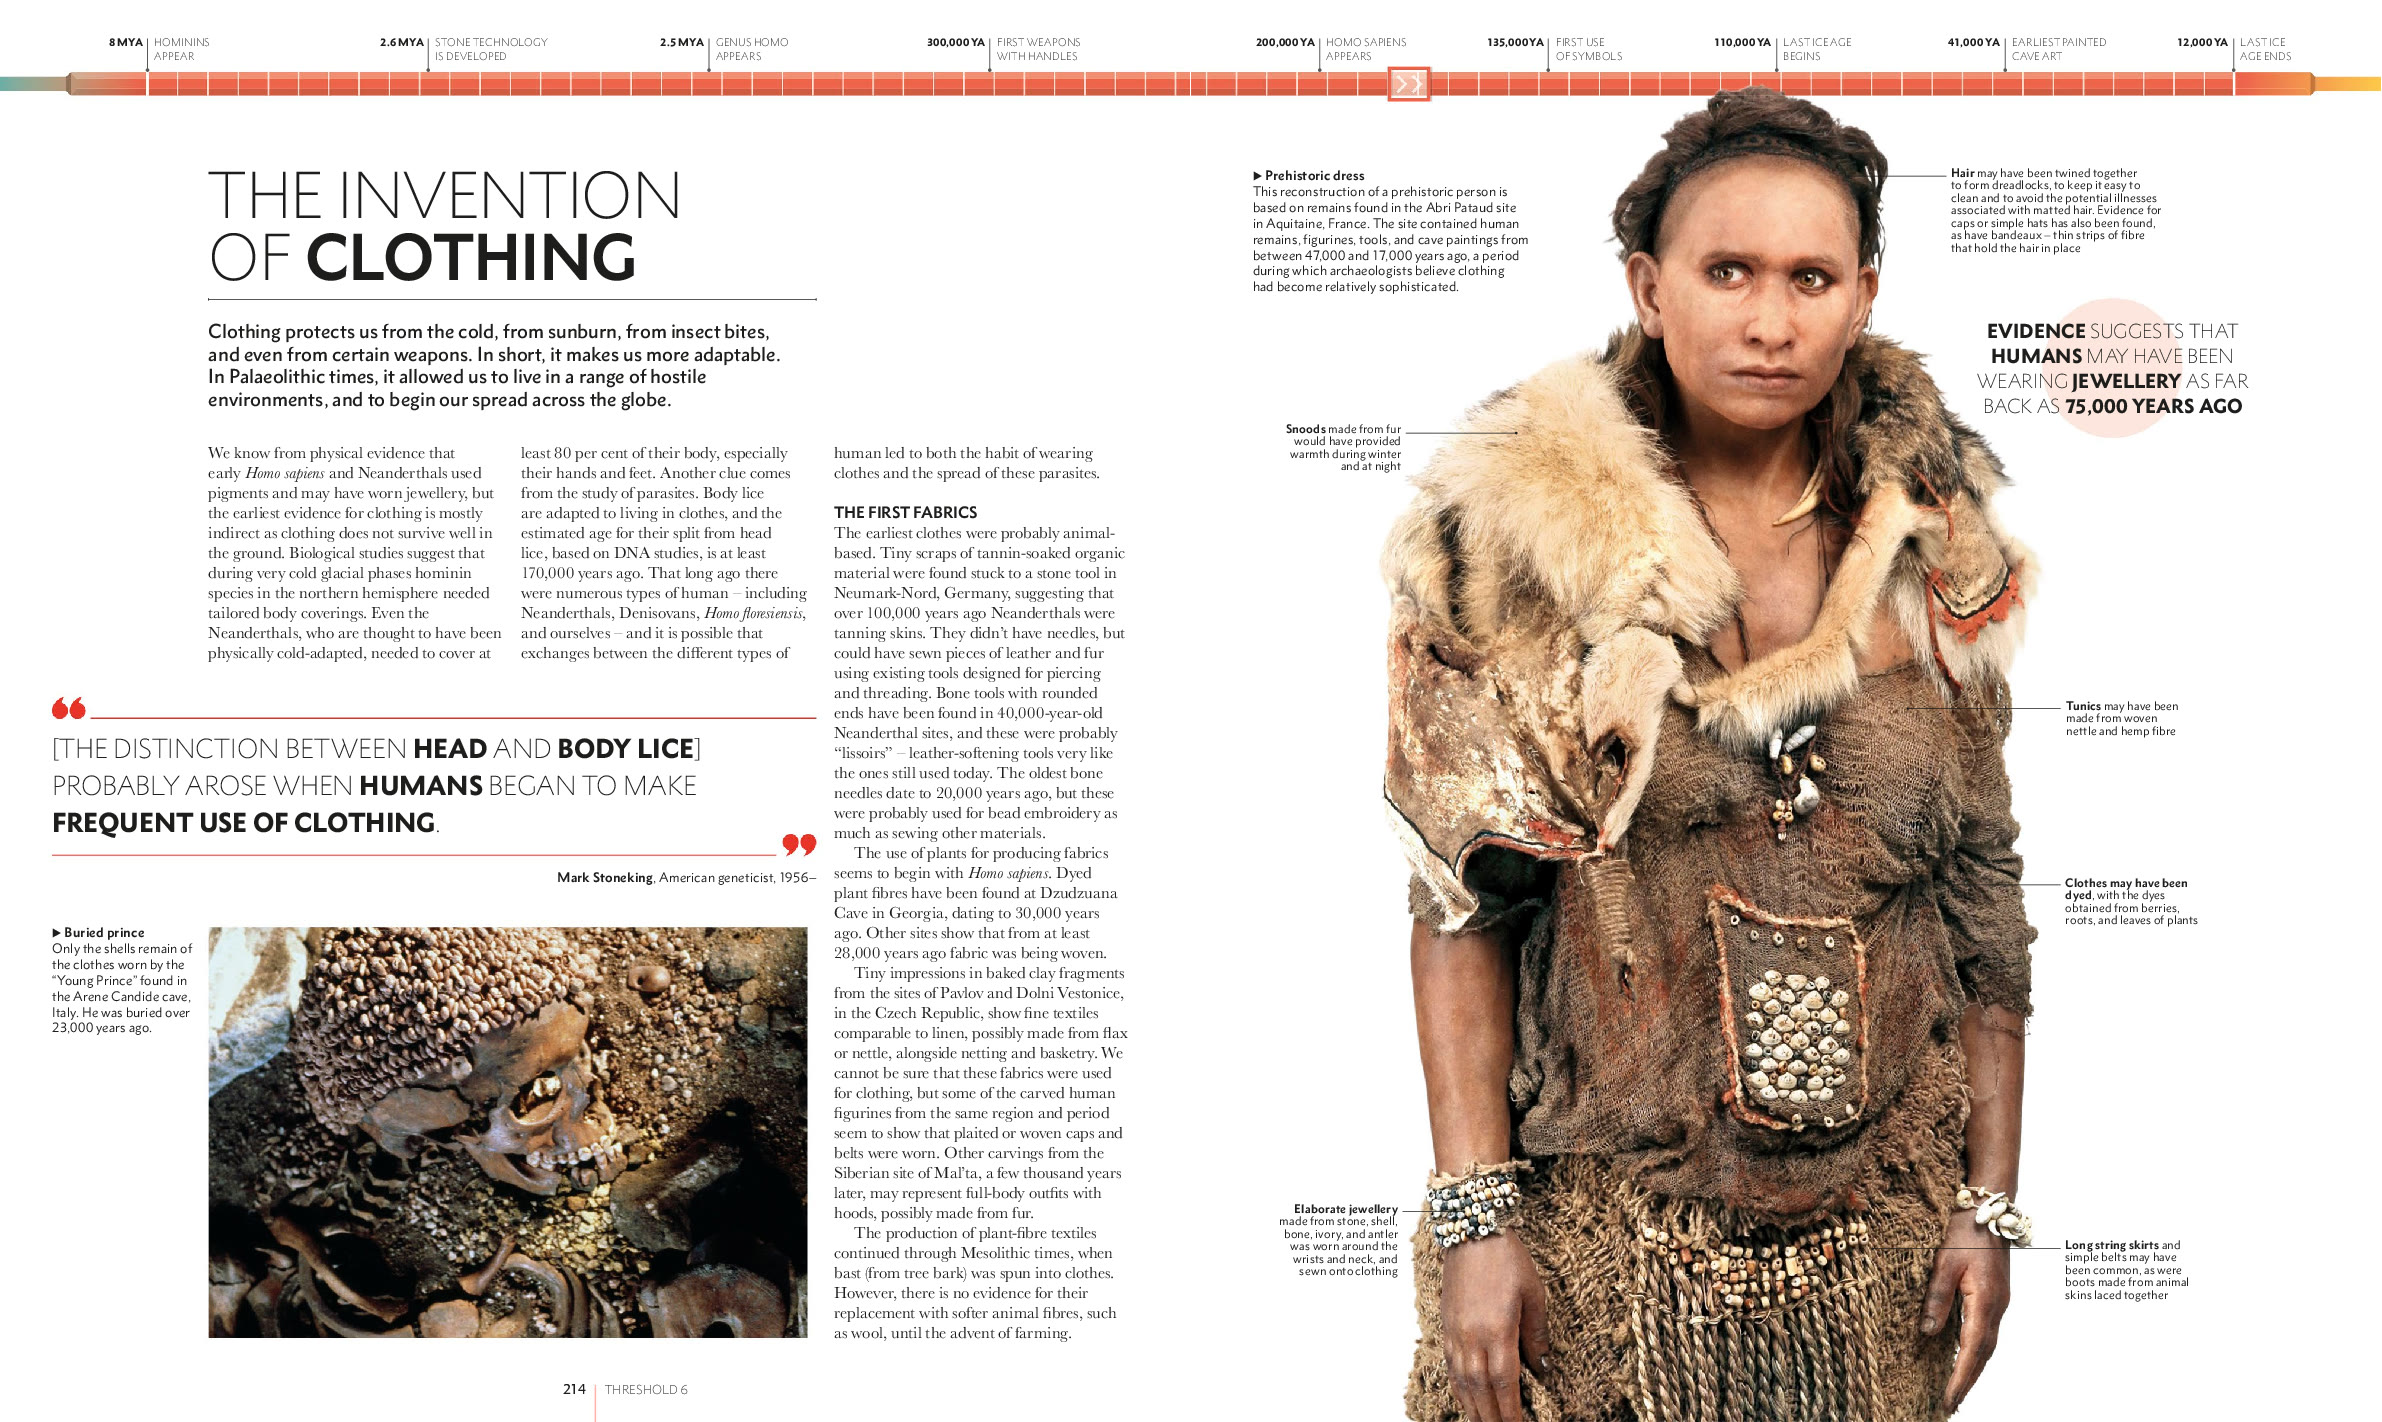 8 MYA HOMININS
APPEAR
2.6 MYA STONE TECHNOLOGY
IS DEVELOPED
2.5 MYA GENUS HOMO
APPEARS
300,000 YA FIRST WEAPONS
WITH HANDLES
200,000 YA HOMO SAPIENS
APPEARS
135,000 YA FIRST USE
OF SYMBOLS
110,000 YA LAST ICE AGE
BEGINS
41,000 YA EARLIEST PAINTED
CAVE ART
12,000 YA LAST ICE
AGE ENDS
THE INVENTION
OF CLOTHING
Clothing protects us from the cold, from sunburn, from insect bites,
and even from certain weapons. In short, it makes us more adaptable.
In Palaeolithic times, it allowed us to live in a range of hostile
environments, and to begin our spread across the globe.
We know from physical evidence that
early Homo sapiens and Neanderthals used
pigments and may have worn jewellery, but
the earliest evidence for clothing is mostly
indirect as clothing does not survive well in
the ground. Biological studies suggest that
during very cold glacial phases hominin
species in the northern hemisphere needed
tailored body coverings. Even the
Neanderthals, who are thought to have been
physically cold-adapted, needed to cover at
least 80 per cent of their body, especially
their hands and feet. Another clue comes
from the study of parasites. Body lice
are adapted to living in clothes, and the
estimated age for their split from head
lice, based on DNA studies, is at least
170,000 years ago. That long ago there
were numerous types of human – including
Neanderthals, Denisovans, Homo floresiensis,
and ourselves – and it is possible that
exchanges between the different types of
human led to both the habit of wearing
clothes and the spread of these parasites.
THE FIRST FABRICS
The earliest clothes were probably animal-
based. Tiny scraps of tannin-soaked organic
material were found stuck to a stone tool in
Neumark-Nord, Germany, suggesting that
over 100,000 years ago Neanderthals were
tanning skins. They didn't have needles, but
could have sewn pieces of leather and fur
using existing tools designed for piercing
and threading. Bone tools with rounded
ends have been found in 40,000-year-old
Neanderthal sites, and these were probably
“lissoirs” – leather-softening tools very like
the ones still used today. The oldest bone
needles date to 20,000 years ago, but these
were probably used for bead embroidery as
much as sewing other materials.
The use of plants for producing fabrics
seems to begin with Homo sapiens. Dyed
plant fibres have been found at Dzudzuana
Cave in Georgia, dating to 30,000 years
ago. Other sites show that from at least
28,000 years ago fabric was being woven.
Tiny impressions in baked clay fragments
from the sites of Pavlov and Dolni Vestonice,
in the Czech Republic, show fine textiles
comparable to linen, possibly made from flax
or nettle, alongside netting and basketry. We
cannot be sure that these fabrics were used
for clothing, but some of the carved human
figurines from the same region and period
seem to show that plaited or woven caps and
belts were worn. Other carvings from the
Siberian site of Mal'ta, a few thousand years
later, may represent full-body outfits with
hoods, possibly made from fur.
The production of plant-fibre textiles
continued through Mesolithic times, when
bast (from tree bark) was spun into clothes.
However, there is no evidence for their
replacement with softer animal fibres, such
as wool, until the advent of farming.
“
[THE DISTINCTION BETWEEN HEAD AND BODY LICE]
PROBABLY AROSE WHEN HUMANS BEGAN TO MAKE
FREQUENT USE OF CLOTHING.
”
Mark Stoneking, American geneticist, 1956–
▶ Buried prince
Only the shells remain of
the clothes worn by the
“Young Prince” found in
the Arene Candide cave,
Italy. He was buried over
23,000 years ago.
214 THRESHOLD 6
▶ Prehistoric dress
This reconstruction of a prehistoric person is
based on remains found in the Abri Pataud site
in Aquitaine, France. The site contained human
remains, figurines, tools, and cave paintings from
between 47,000 and 17,000 years ago, a period
during which archaeologists believe clothing
had become relatively sophisticated.
Hair may have been twined together
to form dreadlocks, to keep it easy to
clean and to avoid the potential illnesses
associated with matted hair. Evidence for
caps or simple hats has also been found,
as have bandeaux – thin strips of fibre
that hold the hair in place
EVIDENCE SUGGESTS THAT
HUMANS MAY HAVE BEEN
WEARING JEWELLERY AS FAR
BACK AS 75,000 YEARS AGO
Snoods made from fur
would have provided
warmth during winter
and at night
Tunics may have been
made from woven
nettle and hemp fibre
Clothes may have been
dyed, with the dyes
obtained from berries,
roots, and leaves of plants
Elaborate jewellery
made from stone, shell,
bone, ivory, and antler
was worn around the
wrists and neck, and
sewn onto clothing
Long string skirts and
simple belts may have
been common, as were
boots made from animal
skins laced together